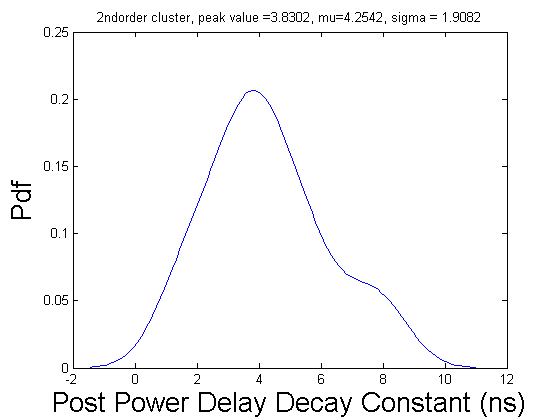 2ndorder cluster, peak value =3.8302, mu=4.2542, sigma = 1.9082
0.25
0.2
0.15
0.1
0.05
0
Pdf
-2 0 2 4 6 8 10 12
Post Power Delay Decay Constant (ns)